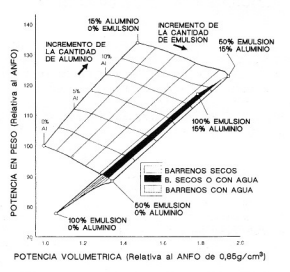 15% ALUMINIO
0% EMULSION
INCREMENTO DE
LA CANTIDAD
DE EMULSION
INCREMENTO
DE LA CANTIDAD
DE ALUMINIO
50% EMULSION
15% ALUMINIO
10%
Al
5%
Al
0%
Al
100% EMULSION
15% ALUMINIO
BARRENOS SECOS
B. SECOS O CON AGUA
BARRENOS CON AGUA
50% EMULSION
0% ALUMINIO
100% EMULSION
0% ALUMINIO
POTENCIA EN PESO (Relativa al ANFO)
140
130
120
110
100
90
80
70
1.0
1.2
1.4
1.6
1.8
2.0
POTENCIA VOLUMETRICA (Relativa al ANFO de 0,85g/cm³)